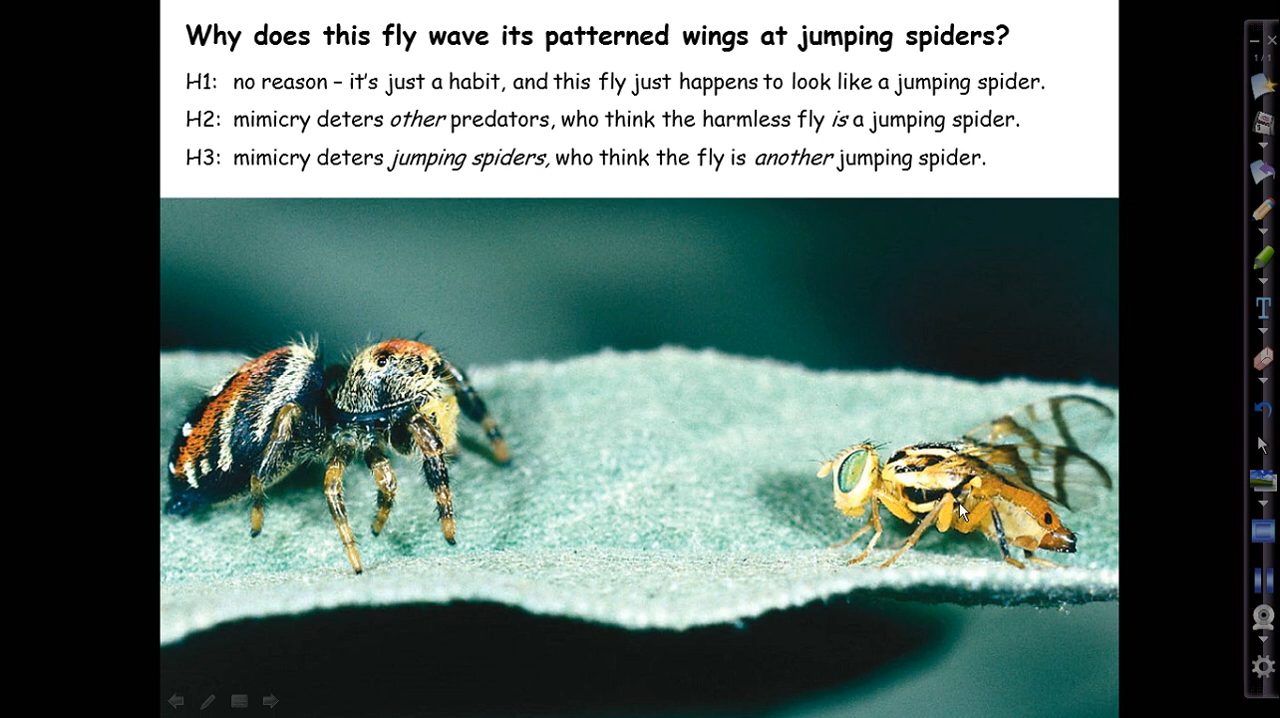 Why does this fly wave its patterned wings at jumping spiders?
H1: no reason – it's just a habit, and this fly just happens to look like a jumping spider.
H2: mimicry deters other predators, who think the harmless fly is a jumping spider.
H3: mimicry deters jumping spiders, who think the fly is another jumping spider.
1/1
T